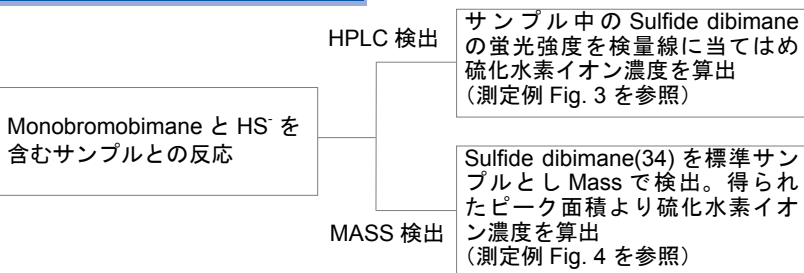 HPLC 検出
サンプル中の Sulfide dibimane
の蛍光強度を検量線に当てはめ
硫化水素イオン濃度を算出
（測定例 Fig. 3 を参照）
Monobromobimane と HS⁻ を
含むサンプルとの反応
MASS 検出
Sulfide dibimane(34) を標準サン
プルとし Mass で検出。得られ
たピーク面積より硫化水素イオ
ン濃度を算出
（測定例 Fig. 4 を参照）